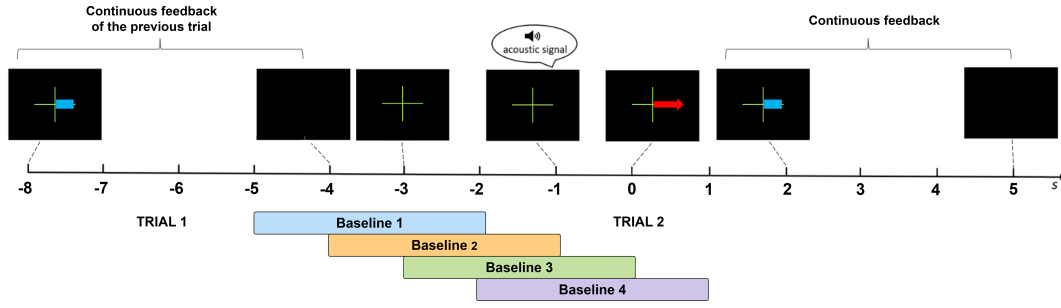 Continuous feedback
of the previous trial
acoustic signal
Continuous feedback
-8 -7 -6 -5 -4 -3 -2 -1 0 1 2 3 4 5 s
TRIAL 1
TRIAL 2
Baseline 1
Baseline 2
Baseline 3
Baseline 4